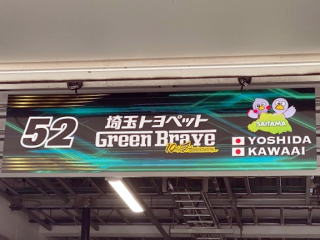 52
埼玉トヨペット
Green Brave
SAITAMA
YOSHIDA
KAWAAI